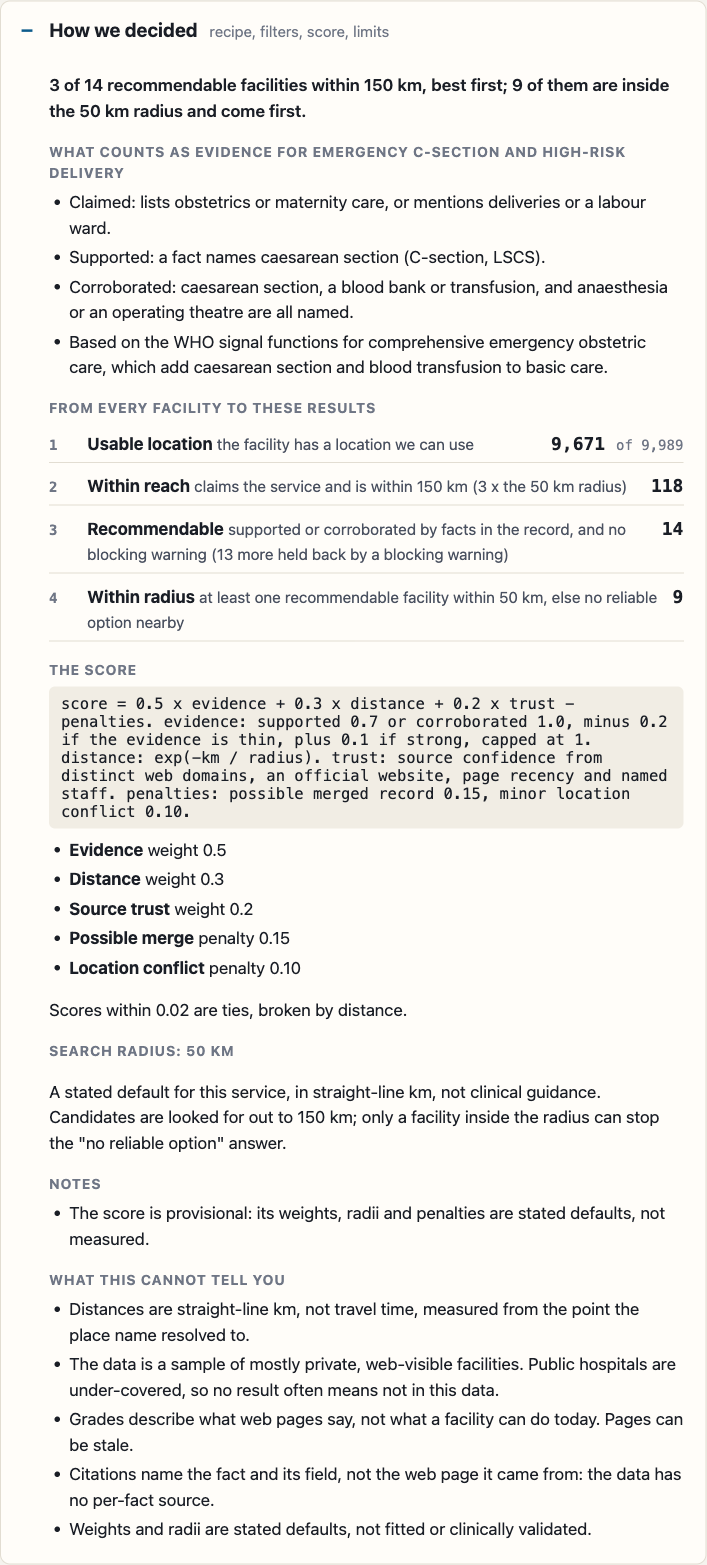 − How we decided recipe, filters, score, limits
3 of 14 recommendable facilities within 150 km, best first; 9 of them are inside
the 50 km radius and come first.
WHAT COUNTS AS EVIDENCE FOR EMERGENCY C-SECTION AND HIGH-RISK
DELIVERY
• Claimed: lists obstetrics or maternity care, or mentions deliveries or a labour
ward.
• Supported: a fact names caesarean section (C-section, LSCS).
• Corroborated: caesarean section, a blood bank or transfusion, and anaesthesia
or an operating theatre are all named.
• Based on the WHO signal functions for comprehensive emergency obstetric
care, which add caesarean section and blood transfusion to basic care.
FROM EVERY FACILITY TO THESE RESULTS
1 Usable location the facility has a location we can use 9,671 of 9,989
2 Within reach claims the service and is within 150 km (3 x the 50 km radius) 118
3 Recommendable supported or corroborated by facts in the record, and no 14
blocking warning (13 more held back by a blocking warning)
4 Within radius at least one recommendable facility within 50 km, else no reliable 9
option nearby
THE SCORE
score = 0.5 x evidence + 0.3 x distance + 0.2 x trust −
penalties. evidence: supported 0.7 or corroborated 1.0, minus 0.2
if the evidence is thin, plus 0.1 if strong, capped at 1.
distance: exp(−km / radius). trust: source confidence from
distinct web domains, an official website, page recency and named
staff. penalties: possible merged record 0.15, minor location
conflict 0.10.
• Evidence weight 0.5
• Distance weight 0.3
• Source trust weight 0.2
• Possible merge penalty 0.15
• Location conflict penalty 0.10
Scores within 0.02 are ties, broken by distance.
SEARCH RADIUS: 50 KM
A stated default for this service, in straight-line km, not clinical guidance.
Candidates are looked for out to 150 km; only a facility inside the radius can stop
the "no reliable option" answer.
NOTES
• The score is provisional: its weights, radii and penalties are stated defaults, not
measured.
WHAT THIS CANNOT TELL YOU
• Distances are straight-line km, not travel time, measured from the point the
place name resolved to.
• The data is a sample of mostly private, web-visible facilities. Public hospitals are
under-covered, so no result often means not in this data.
• Grades describe what web pages say, not what a facility can do today. Pages can
be stale.
• Citations name the fact and its field, not the web page it came from: the data has
no per-fact source.
• Weights and radii are stated defaults, not fitted or clinically validated.